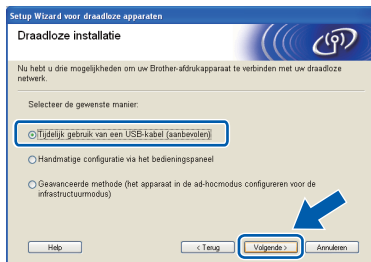 Setup Wizard voor draadloze apparaten
Draadloze installatie
Nu hebt u drie mogelijkheden om uw Brother-afdrukapparaat te verbinden met uw draadloze
netwerk.
Selecteer de gewenste manier:
Tijdelijk gebruik van een USB-kabel (aanbevolen)
Handmatige configuratie via het bedieningspaneel
Geavanceerde methode (het apparaat in de ad-hocmodus configureren voor de
infrastructuurmodus)
Help
< Terug
Volgende >
Annuleren